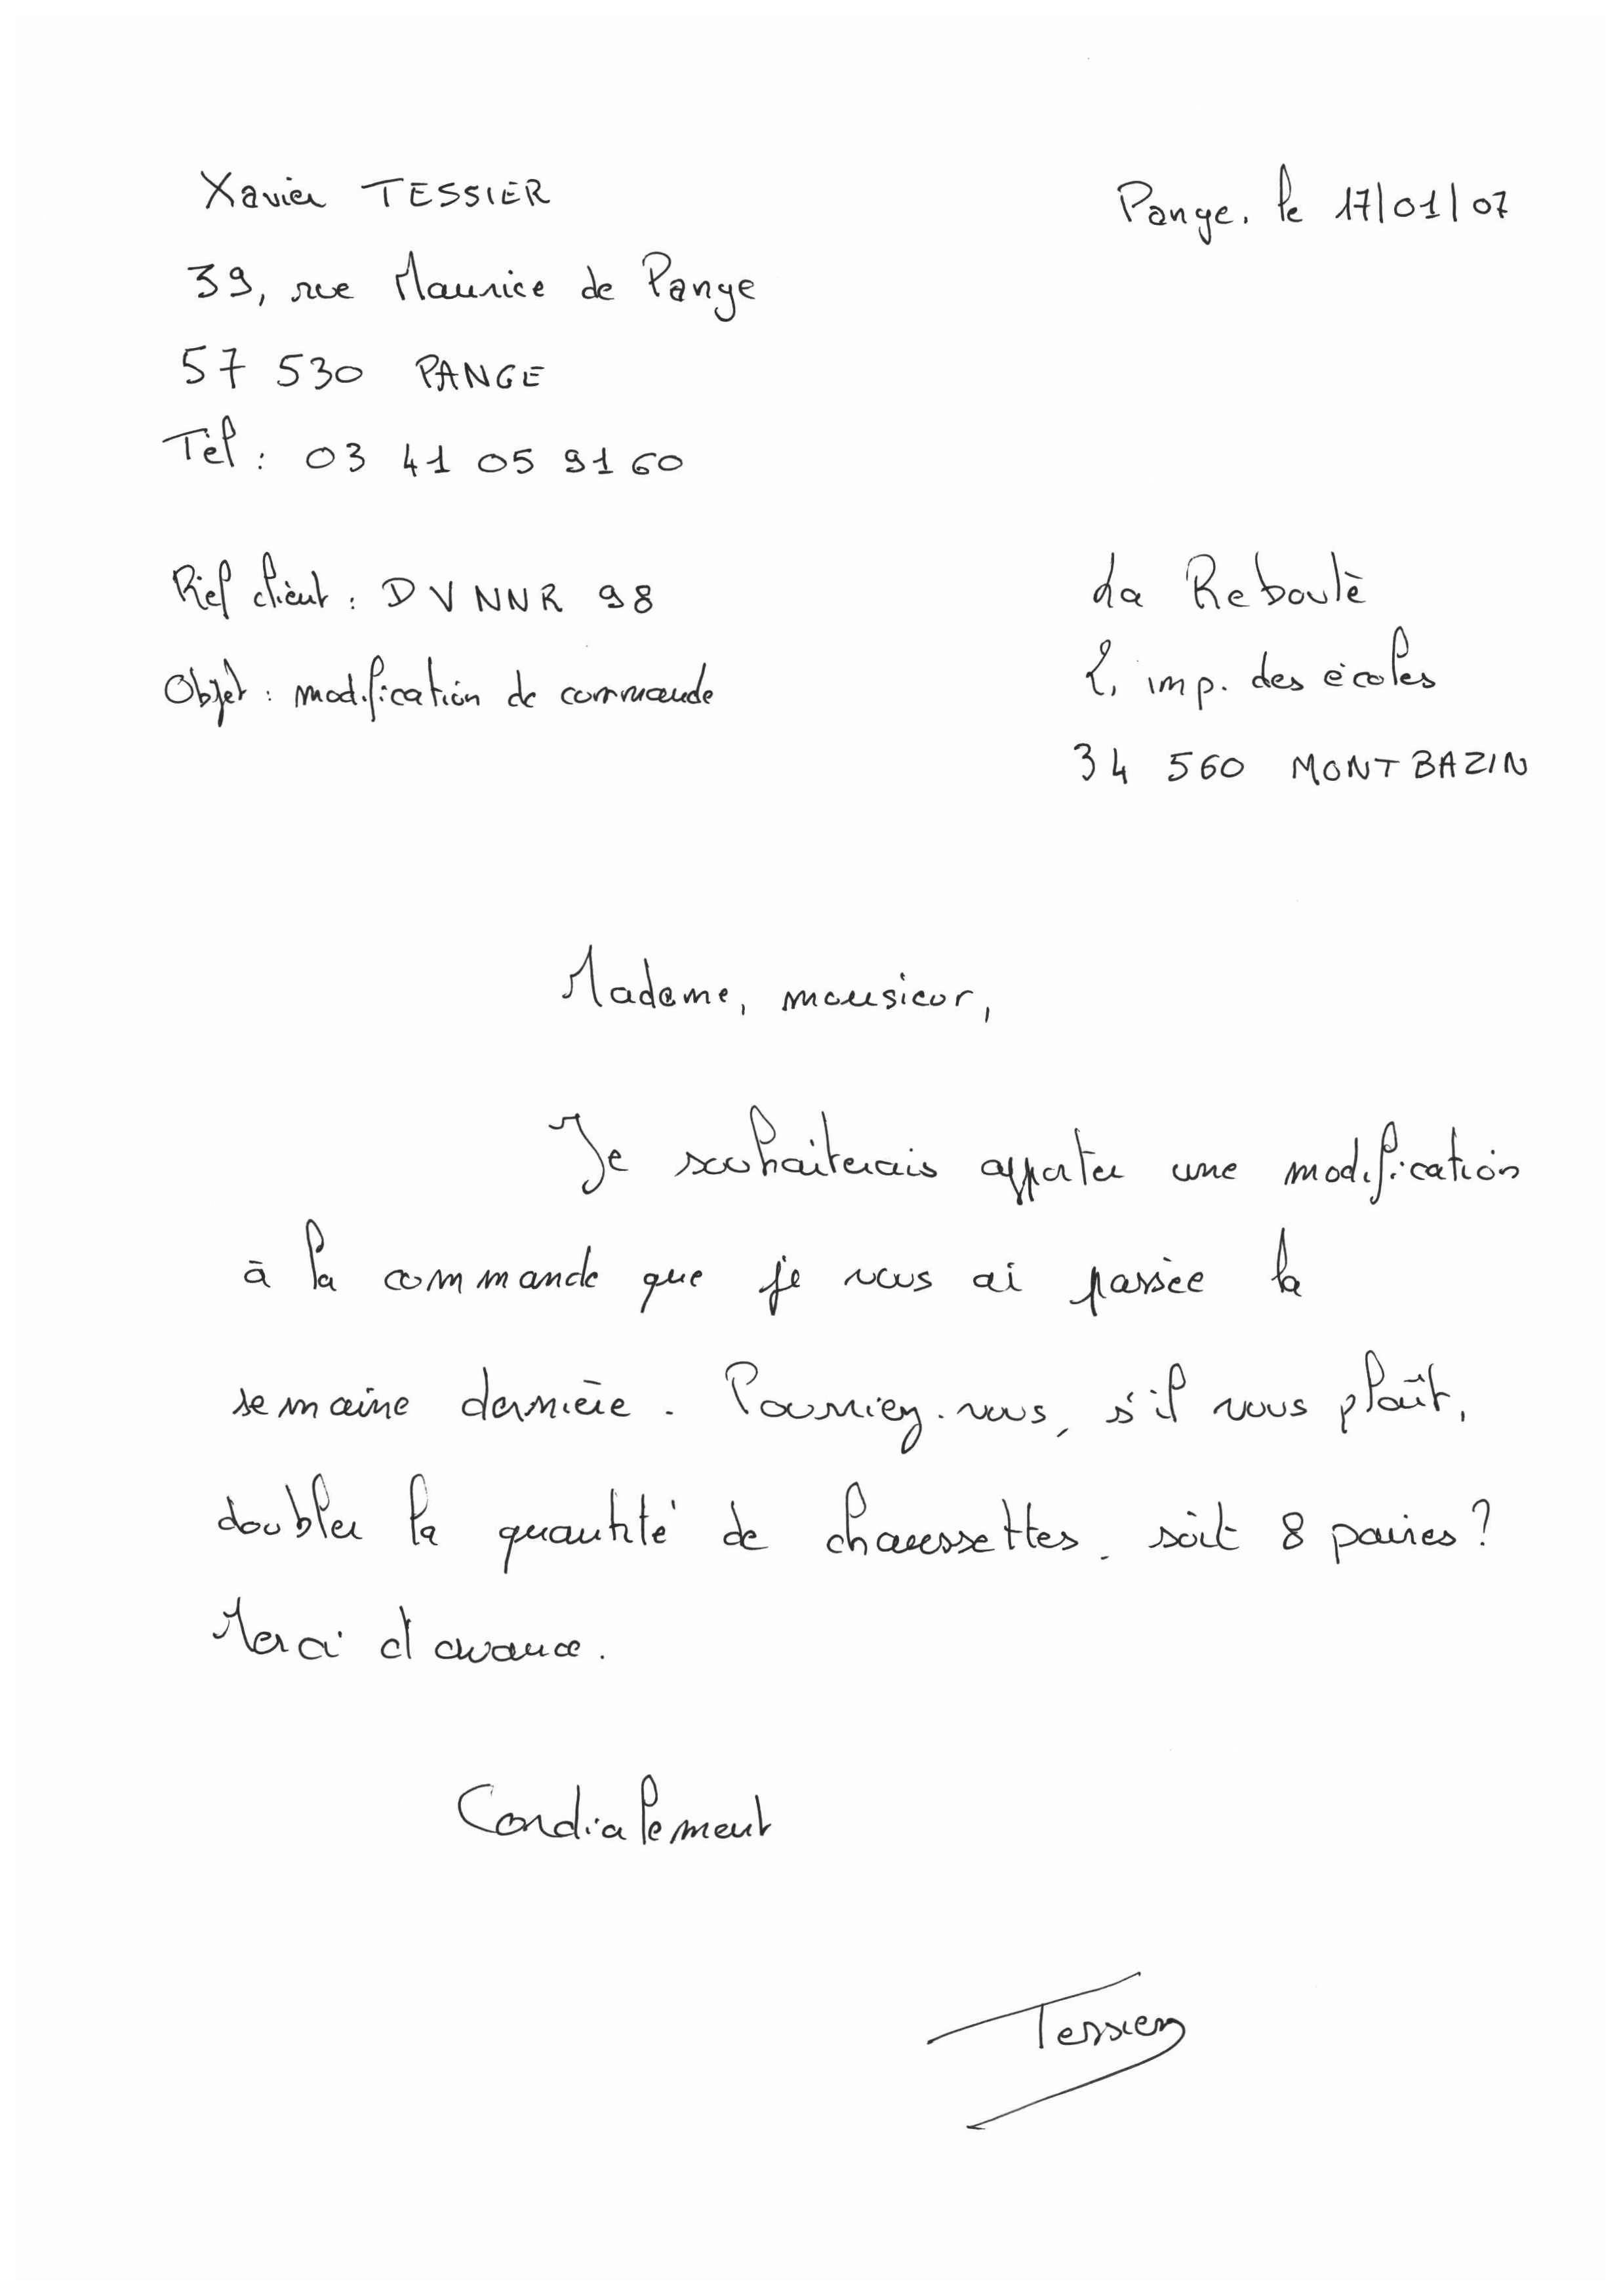 Xavier TESSIER
Pange, le 17/01/07
39, rue Maurice de Pange
57 530 PANGE
Tél : 03 41 05 91 60
Réf client : DVNNR 98
Objet : modification de commande
La Reboulè
2, imp. des écoles
34 560 MONTBAZIN
Madame, monsieur,
Je souhaiterais apporter une modification
à la commande que je vous ai passée la
semaine dernière. Pourriez-vous, s'il vous plaît,
doubler la quantité de chaussettes, soit 8 paires ?
Merci d'avance.
Cordialement
Tessier